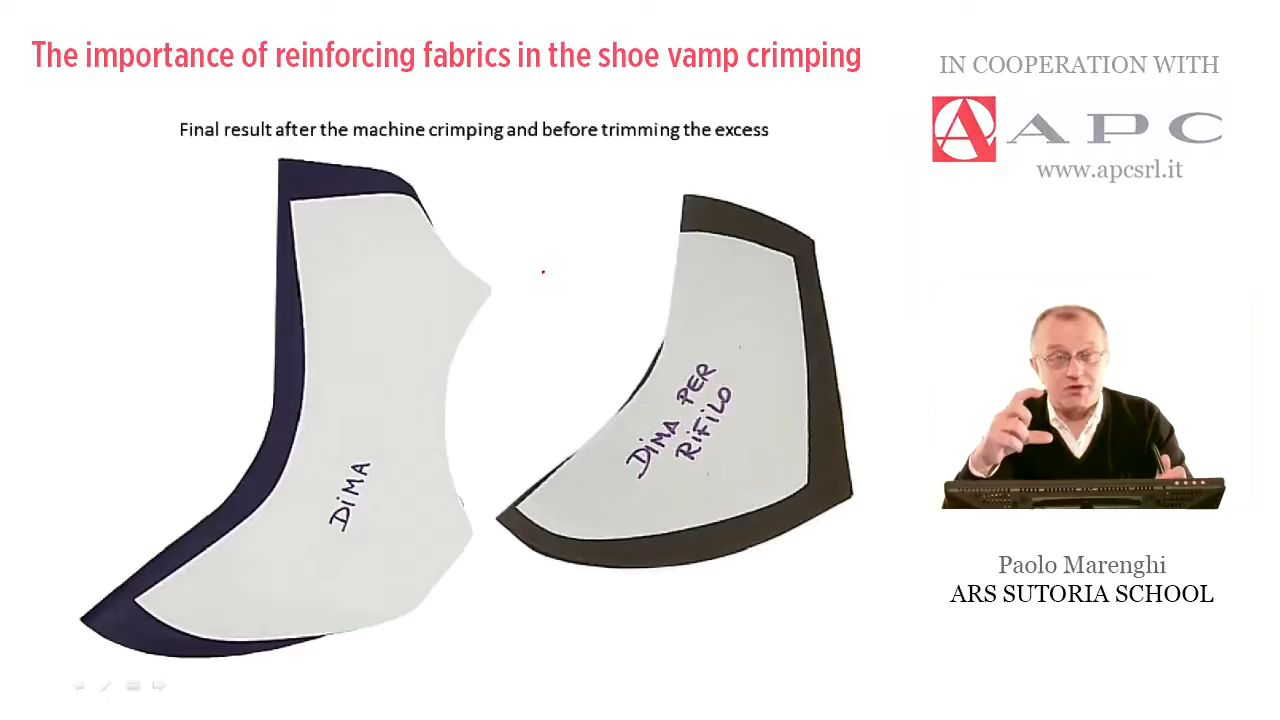 The importance of reinforcing fabrics in the shoe vamp crimping
Final result after the machine crimping and before trimming the excess
DIMA
DIMA PER
RIFILO
IN COOPERATION WITH
APC
www.apcsrl.it
Paolo Marenghi
ARS SUTORIA SCHOOL